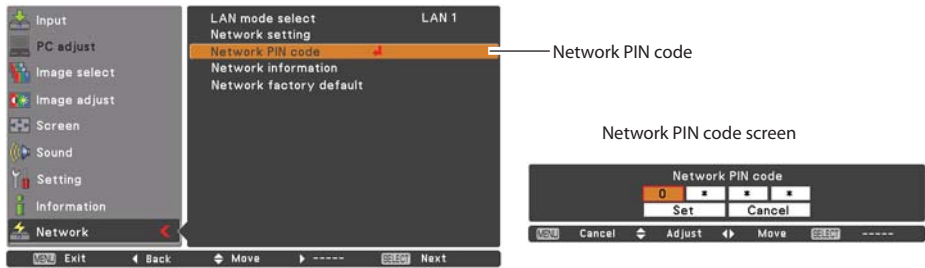 Input
PC adjust
Image select
Image adjust
Screen
Sound
Setting
Information
Network
LAN mode select LAN 1
Network setting
Network PIN code
Network information
Network factory default
MENU Exit Back Move ----- SELECT Next
Network PIN code
Network PIN code screen
Network PIN code
0 * * *
Set Cancel
MENU Cancel Adjust Move SELECT -----